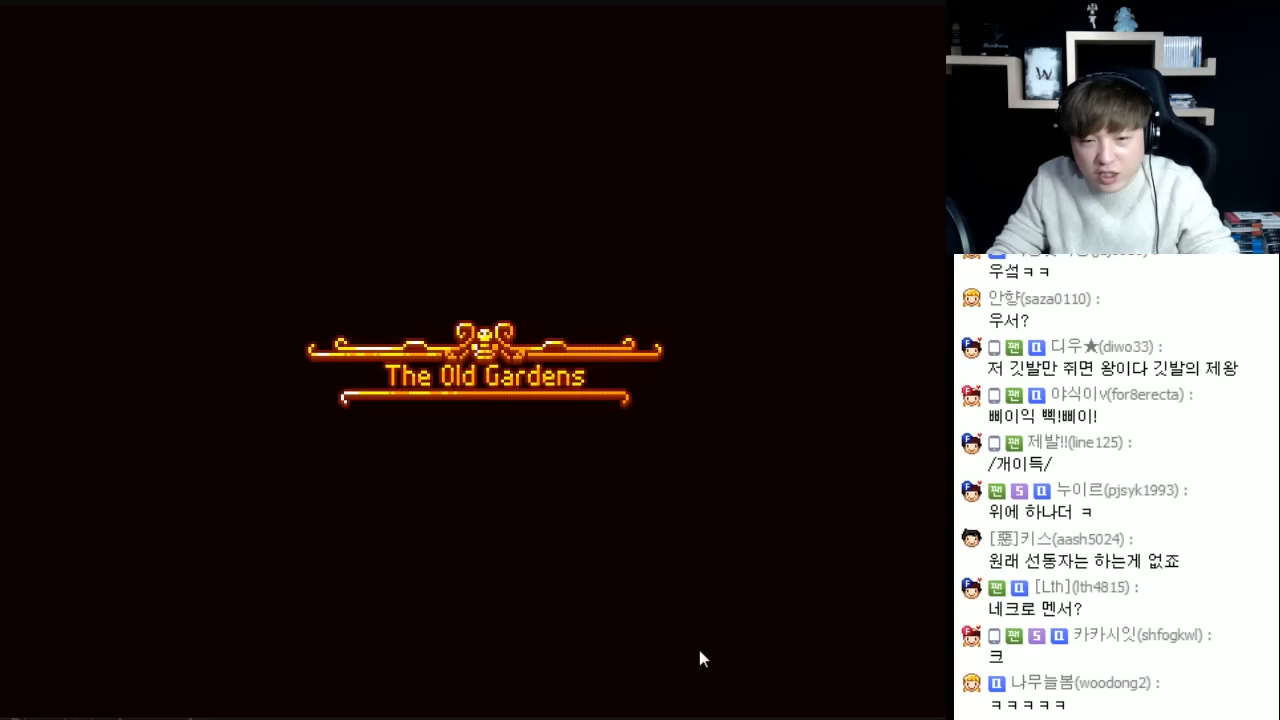 The Old Gardens
W
우섴ㅋㅋ
안향(saza0110) :
우서?
팬 디우★(diwo33) :
저 깃발만 쥐면 왕이다 깃발의 제왕
팬 야식이v(for8erecta) :
삐이익 삑!삐이!
팬 제발!!(line125) :
/개이득/
팬 S 누이르(pjsyk1993) :
위에 하나더 ㅋ
[惡]키스(aash5024) :
원래 선동자는 하는게 없죠
팬 [Lth](lth4815) :
네크로 멘서?
팬 S 카카시잇(shfogkwl) :
크
나무늘봄(woodong2) :
ㅋㅋㅋㅋㅋ